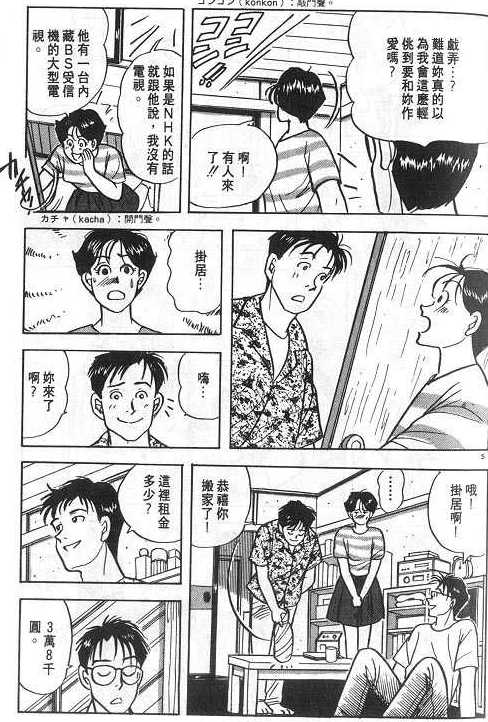 コンコン（konkon）：敲門聲。
戲弄…？
難道妳真的以
為我會這麼輕
佻到要和妳作
愛嗎？
啊！
有人來
了!!
如果是NHK的話
就跟他說，我沒有
電視。
他有一台內
藏BS受信
機的大型電
視。
カチャ（kacha）：開門聲。
掛居…
嗨…
妳來了
啊？
5
哦！
掛居啊！
………
恭禧你
搬家了！
這裡租金
多少？
3萬8千
圓。